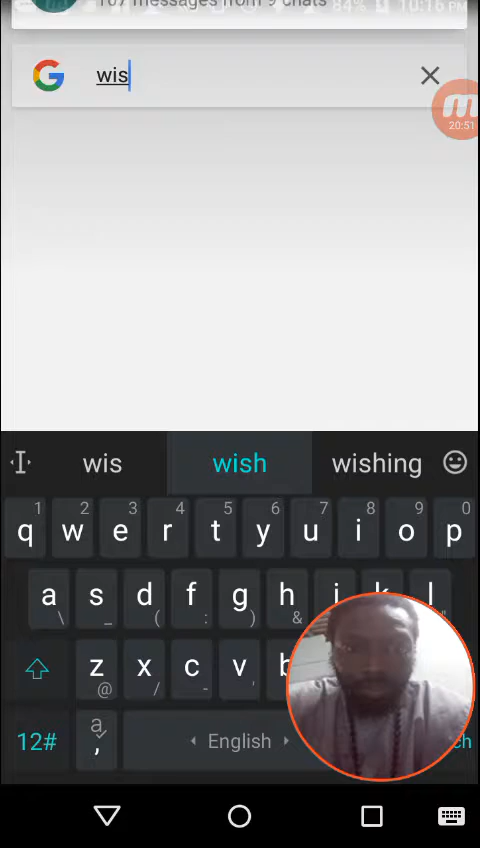 107 messages from 9 chats
84% 10:16 PM
wis
20:51
wis wish wishing
1 2 3 4 5 6 7 8 9 0
q w e r t y u i o p
a s d f g h j k l
\ _ ( : ) & "
z x c v b
@ / - '
12# a , English ch